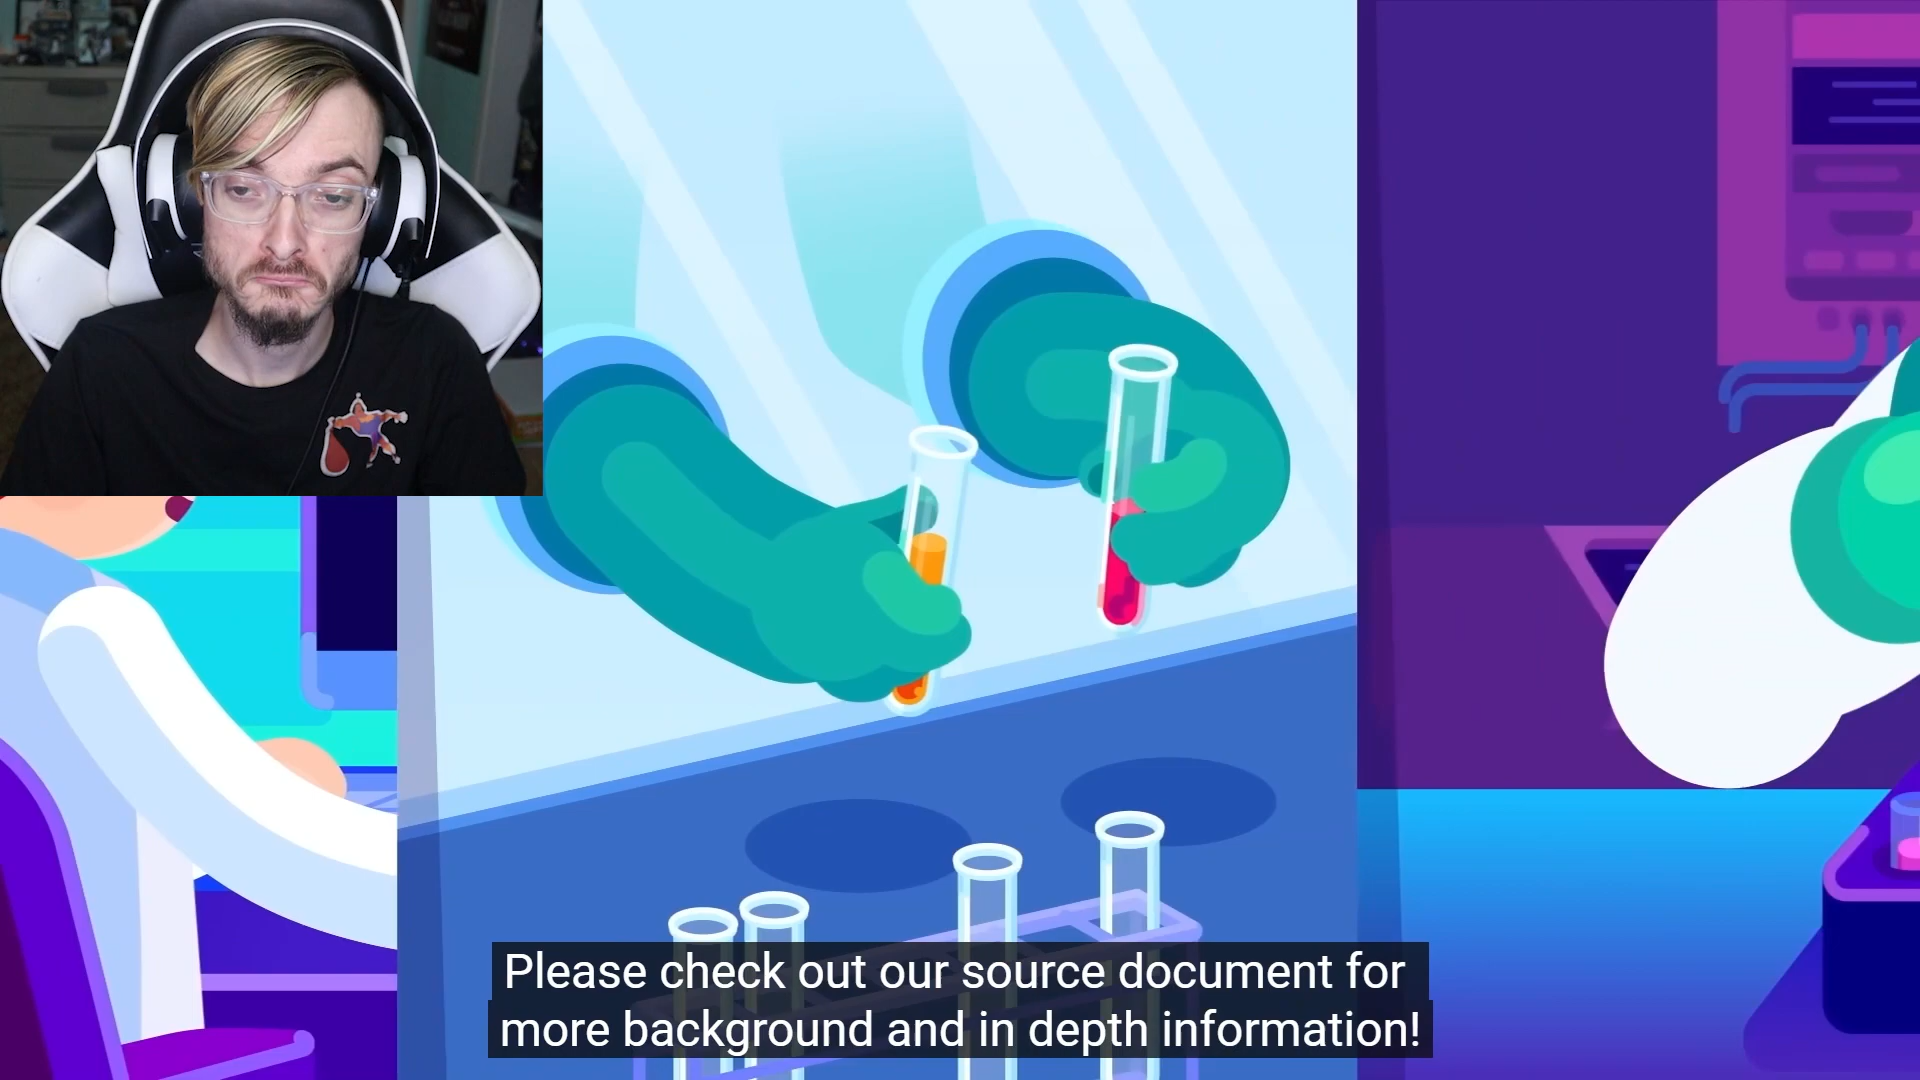 Please check out our source document for
more background and in depth information!